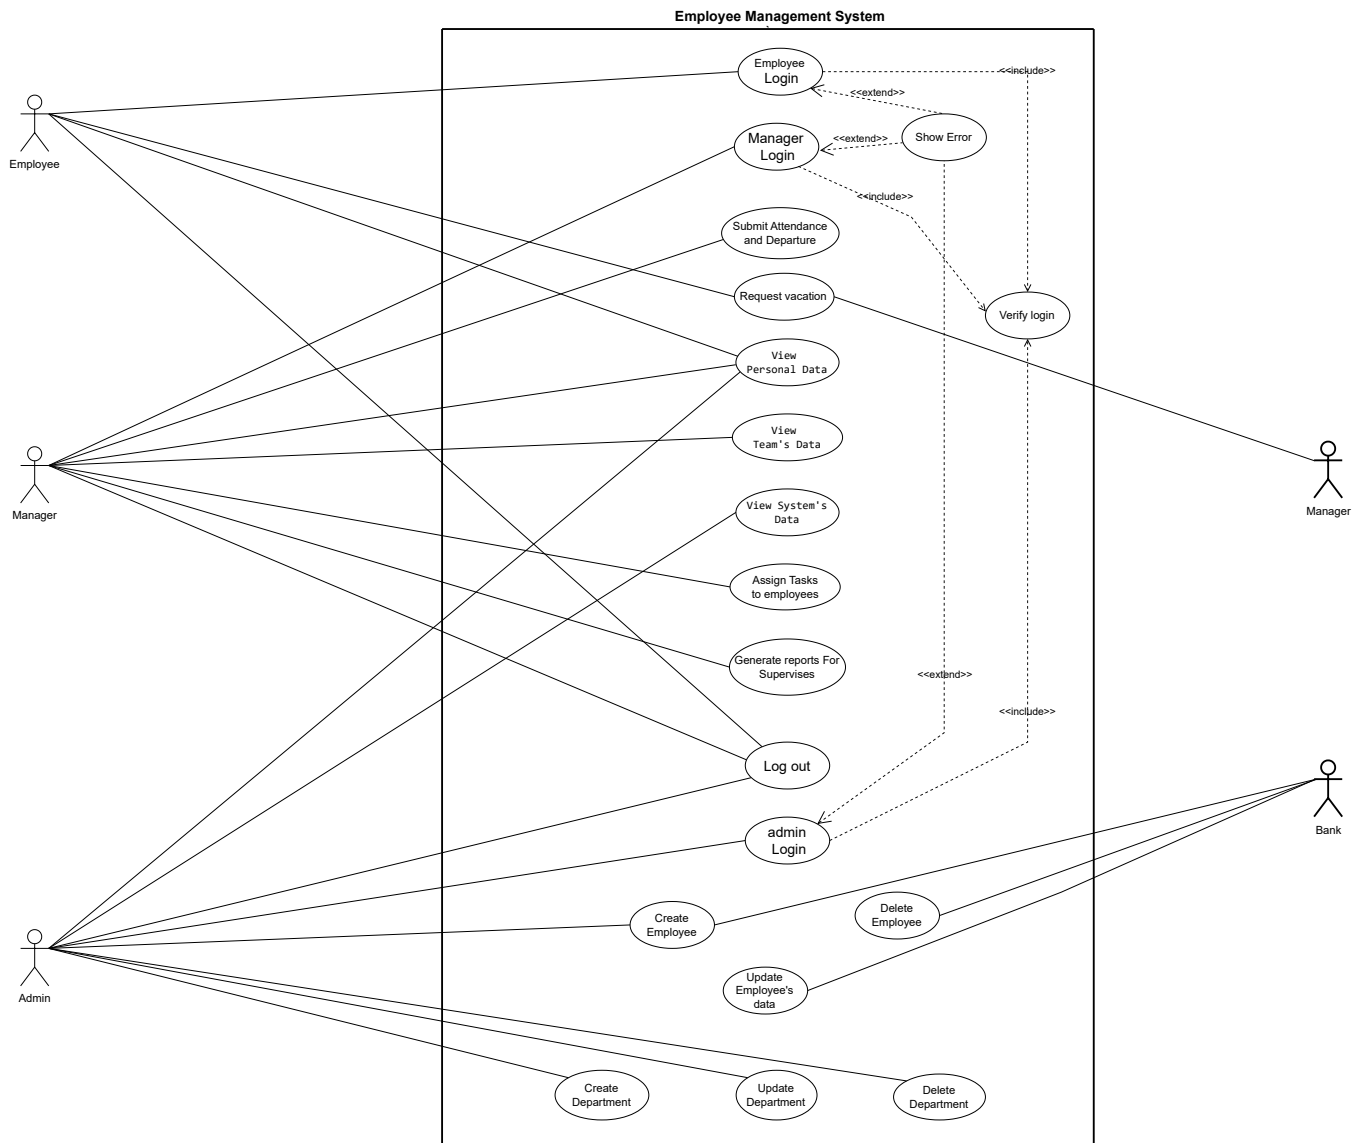 Employee Management System
Employee
Login
<<include>>
<<extend>>
Show Error
Manager
Login
<<extend>>
Employee
<<include>>
Submit Attendance
and Departure
Request vacation
Verify login
View
Personal Data
View
Team's Data
Manager
Manager
View System's
Data
Assign Tasks
to employees
Generate reports For
Supervises
<<extend>>
<<include>>
Log out
admin
Login
Bank
Create
Employee
Delete
Employee
Update
Employee's
data
Admin
Create
Department
Update
Department
Delete
Department